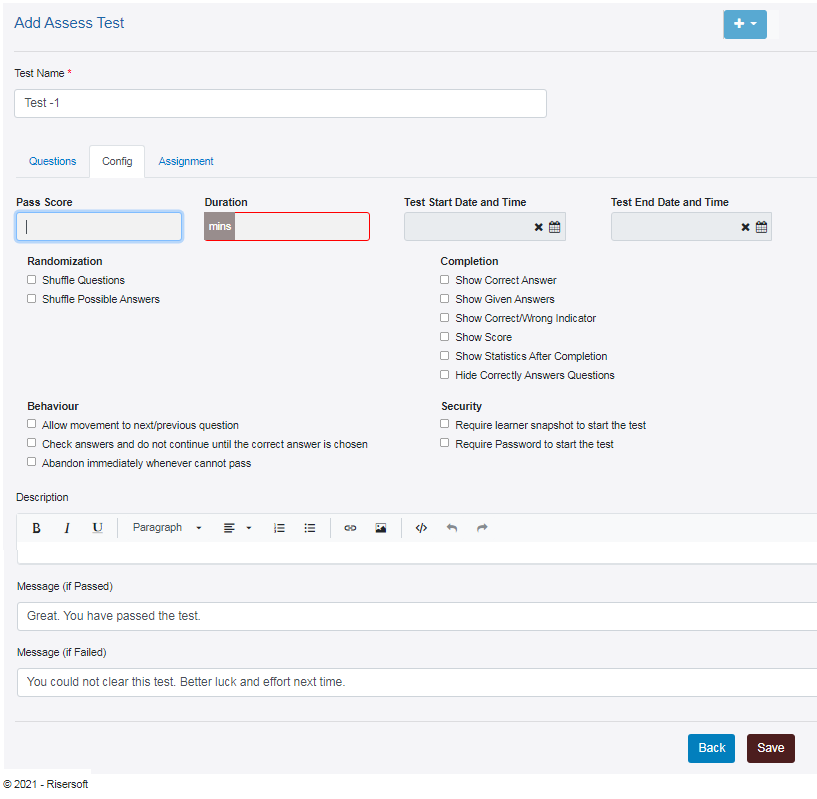 Add Assess Test
Test Name *
Test -1
Questions Config Assignment
Pass Score Duration Test Start Date and Time Test End Date and Time
mins
Randomization Completion
Shuffle Questions Show Correct Answer
Shuffle Possible Answers Show Given Answers
Show Correct/Wrong Indicator
Show Score
Show Statistics After Completion
Hide Correctly Answers Questions
Behaviour Security
Allow movement to next/previous question Require learner snapshot to start the test
Check answers and do not continue until the correct answer is chosen Require Password to start the test
Abandon immediately whenever cannot pass
Description
B I U Paragraph
Message (if Passed)
Great. You have passed the test.
Message (if Failed)
You could not clear this test. Better luck and effort next time.
Back Save
© 2021 - Risersoft